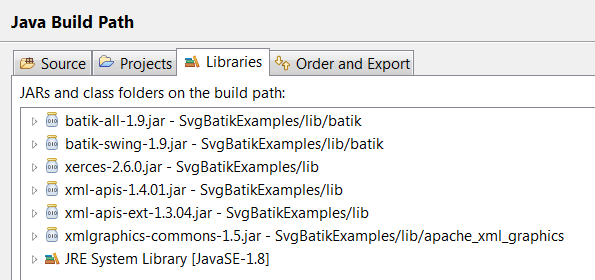 Java Build Path
Source Projects Libraries Order and Export
JARs and class folders on the build path:
batik-all-1.9.jar - SvgBatikExamples/lib/batik
batik-swing-1.9.jar - SvgBatikExamples/lib/batik
xerces-2.6.0.jar - SvgBatikExamples/lib
xml-apis-1.4.01.jar - SvgBatikExamples/lib
xml-apis-ext-1.3.04.jar - SvgBatikExamples/lib
xmlgraphics-commons-1.5.jar - SvgBatikExamples/lib/apache_xml_graphics
JRE System Library [JavaSE-1.8]